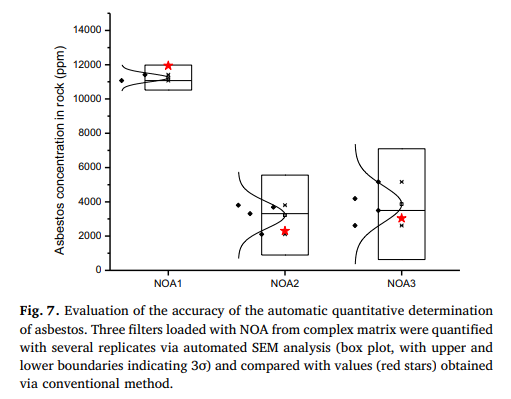 Asbestos concentration in rock (ppm)
14000
12000
10000
8000
6000
4000
2000
0
NOA1 NOA2 NOA3
Fig. 7. Evaluation of the accuracy of the automatic quantitative determination
of asbestos. Three filters loaded with NOA from complex matrix were quantified
with several replicates via automated SEM analysis (box plot, with upper and
lower boundaries indicating 3σ) and compared with values (red stars) obtained
via conventional method.